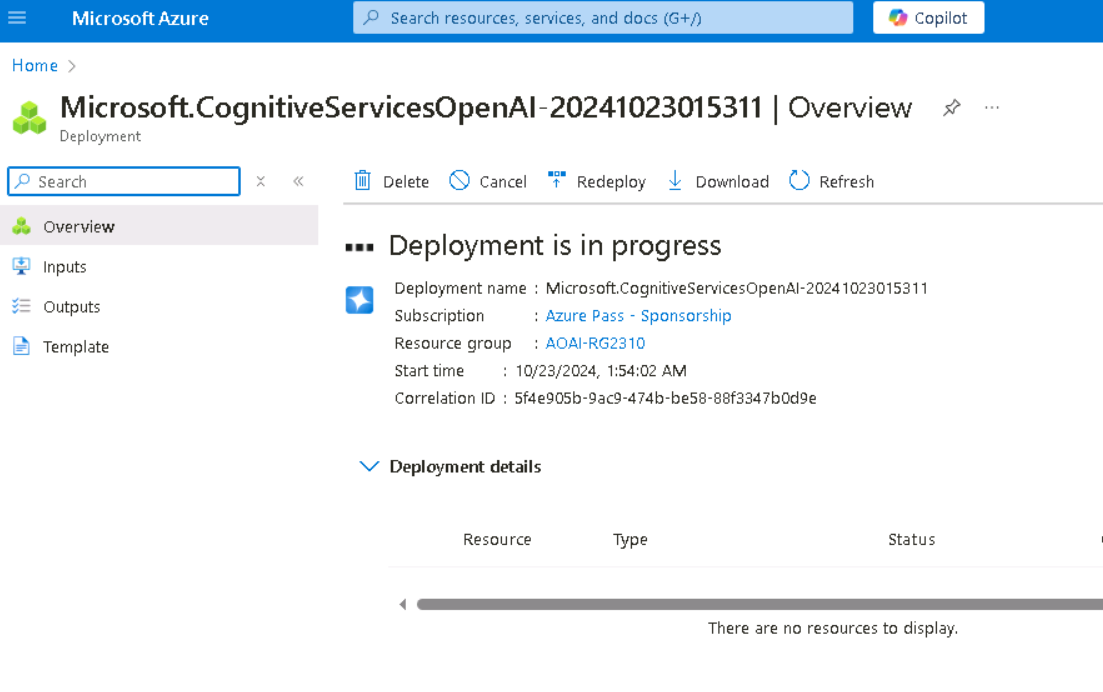 Microsoft Azure
Search resources, services, and docs (G+/)
Copilot
Home
Microsoft.CognitiveServicesOpenAI-20241023015311 | Overview
Deployment
Search
Delete
Cancel
Redeploy
Download
Refresh
Overview
Inputs
Outputs
Template
Deployment is in progress
Deployment name : Microsoft.CognitiveServicesOpenAI-20241023015311
Subscription : Azure Pass - Sponsorship
Resource group : AOAI-RG2310
Start time : 10/23/2024, 1:54:02 AM
Correlation ID : 5f4e905b-9ac9-474b-be58-88f3347b0d9e
Deployment details
Resource Type Status
There are no resources to display.